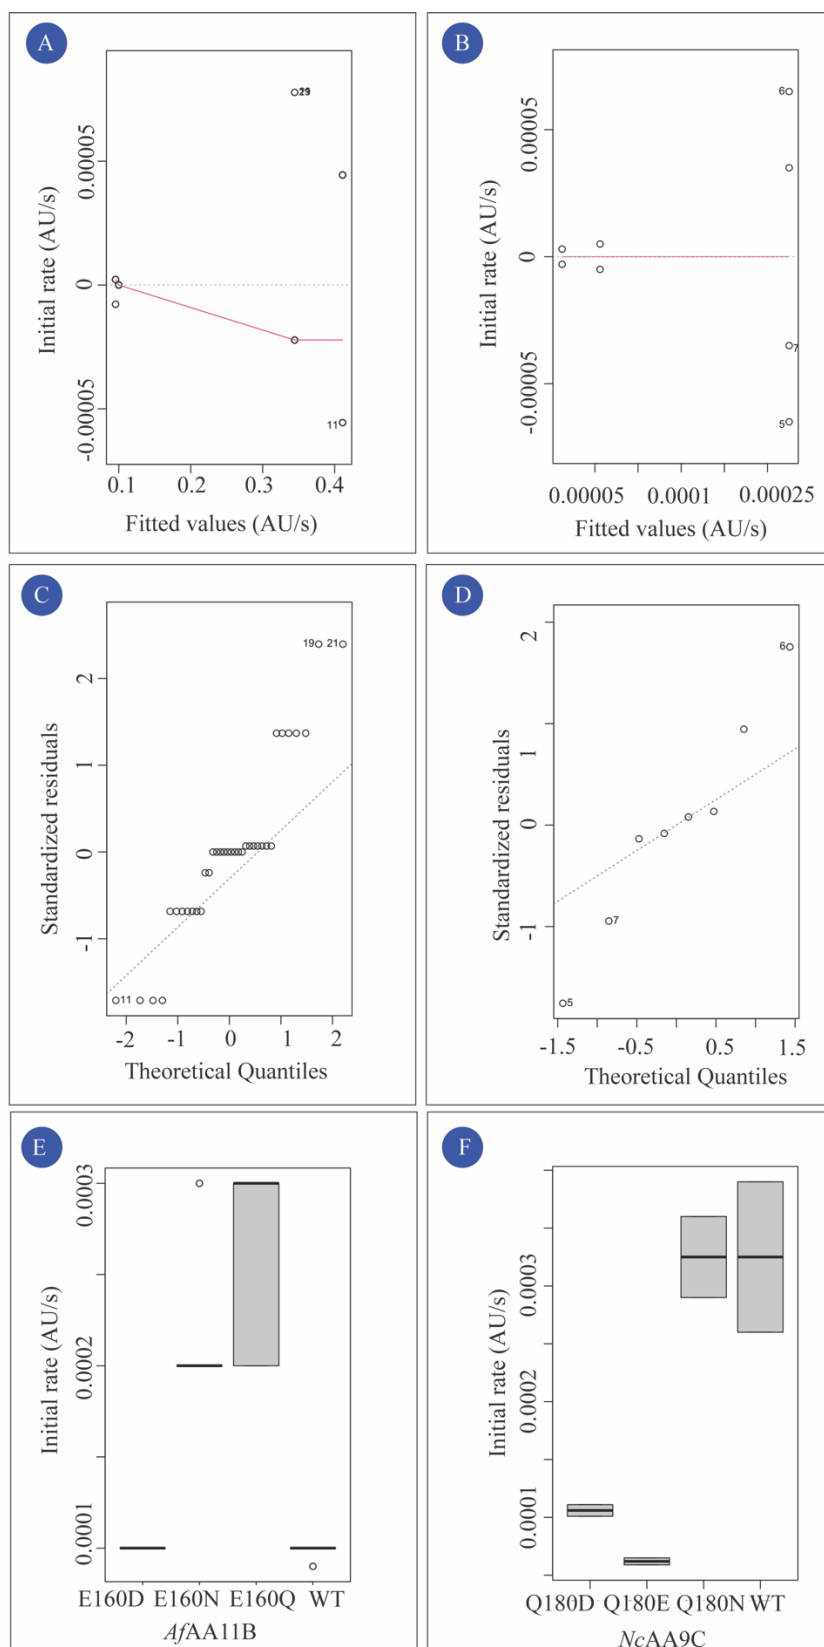 A
0.00005
0
-0.00005
Initial rate (AU/s)
11
0.1 0.2 0.3 0.4
Fitted values (AU/s)
B
0.00005
0
-0.00005
Initial rate (AU/s)
6
7
5
0.00005 0.0001 0.00025
Fitted values (AU/s)
C
2
1
0
-1
Standardized residuals
19 21
11
-2 -1 0 1 2
Theoretical Quantiles
D
2
1
0
-1
Standardized residuals
6
7
5
-1.5 -0.5 0.5 1.5
Theoretical Quantiles
E
0.0003
0.0002
0.0001
Initial rate (AU/s)
E160D E160N E160Q WT
AfAA11B
F
0.0003
0.0002
0.0001
Initial rate (AU/s)
Q180D Q180E Q180N WT
NcAA9C